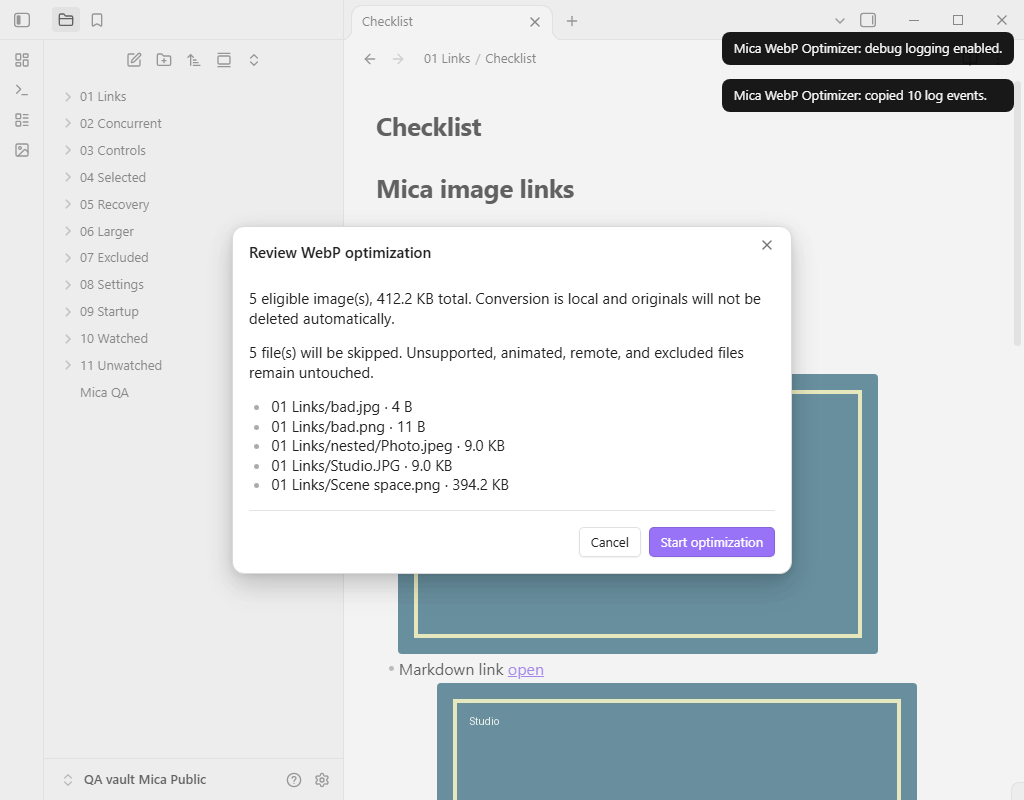 Checklist
Mica WebP Optimizer: debug logging enabled.
01 Links / Checklist
Mica WebP Optimizer: copied 10 log events.
01 Links
02 Concurrent
03 Controls
04 Selected
05 Recovery
06 Larger
07 Excluded
08 Settings
09 Startup
10 Watched
11 Unwatched
Mica QA
QA vault Mica Public
Checklist
Mica image links
Review WebP optimization
5 eligible image(s), 412.2 KB total. Conversion is local and originals will not be
deleted automatically.
5 file(s) will be skipped. Unsupported, animated, remote, and excluded files
remain untouched.
01 Links/bad.jpg · 4 B
01 Links/bad.png · 11 B
01 Links/nested/Photo.jpeg · 9.0 KB
01 Links/Studio.JPG · 9.0 KB
01 Links/Scene space.png · 394.2 KB
Cancel
Start optimization
Markdown link open
Studio